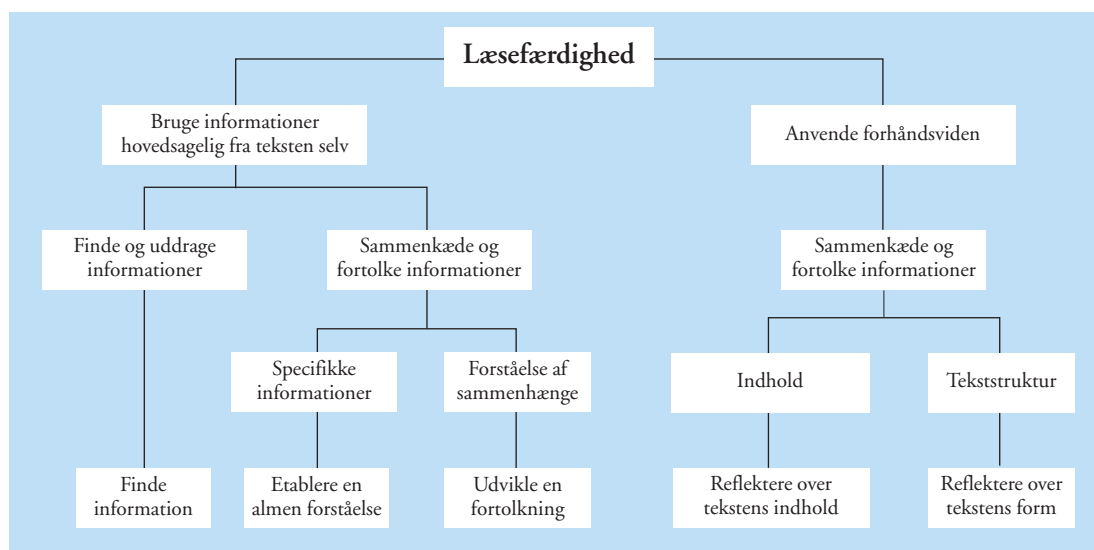 Læsefærdighed
Bruge informationer
hovedsagelig fra teksten selv
Anvende forhåndsviden
Finde og uddrage
informationer
Sammenkæde og
fortolke informationer
Sammenkæde og
fortolke informationer
Specifikke
informationer
Forståelse af
sammenhænge
Indhold
Tekststruktur
Finde
information
Etablere en
almen forståelse
Udvikle en
fortolkning
Reflektere over
tekstens indhold
Reflektere over
tekstens form